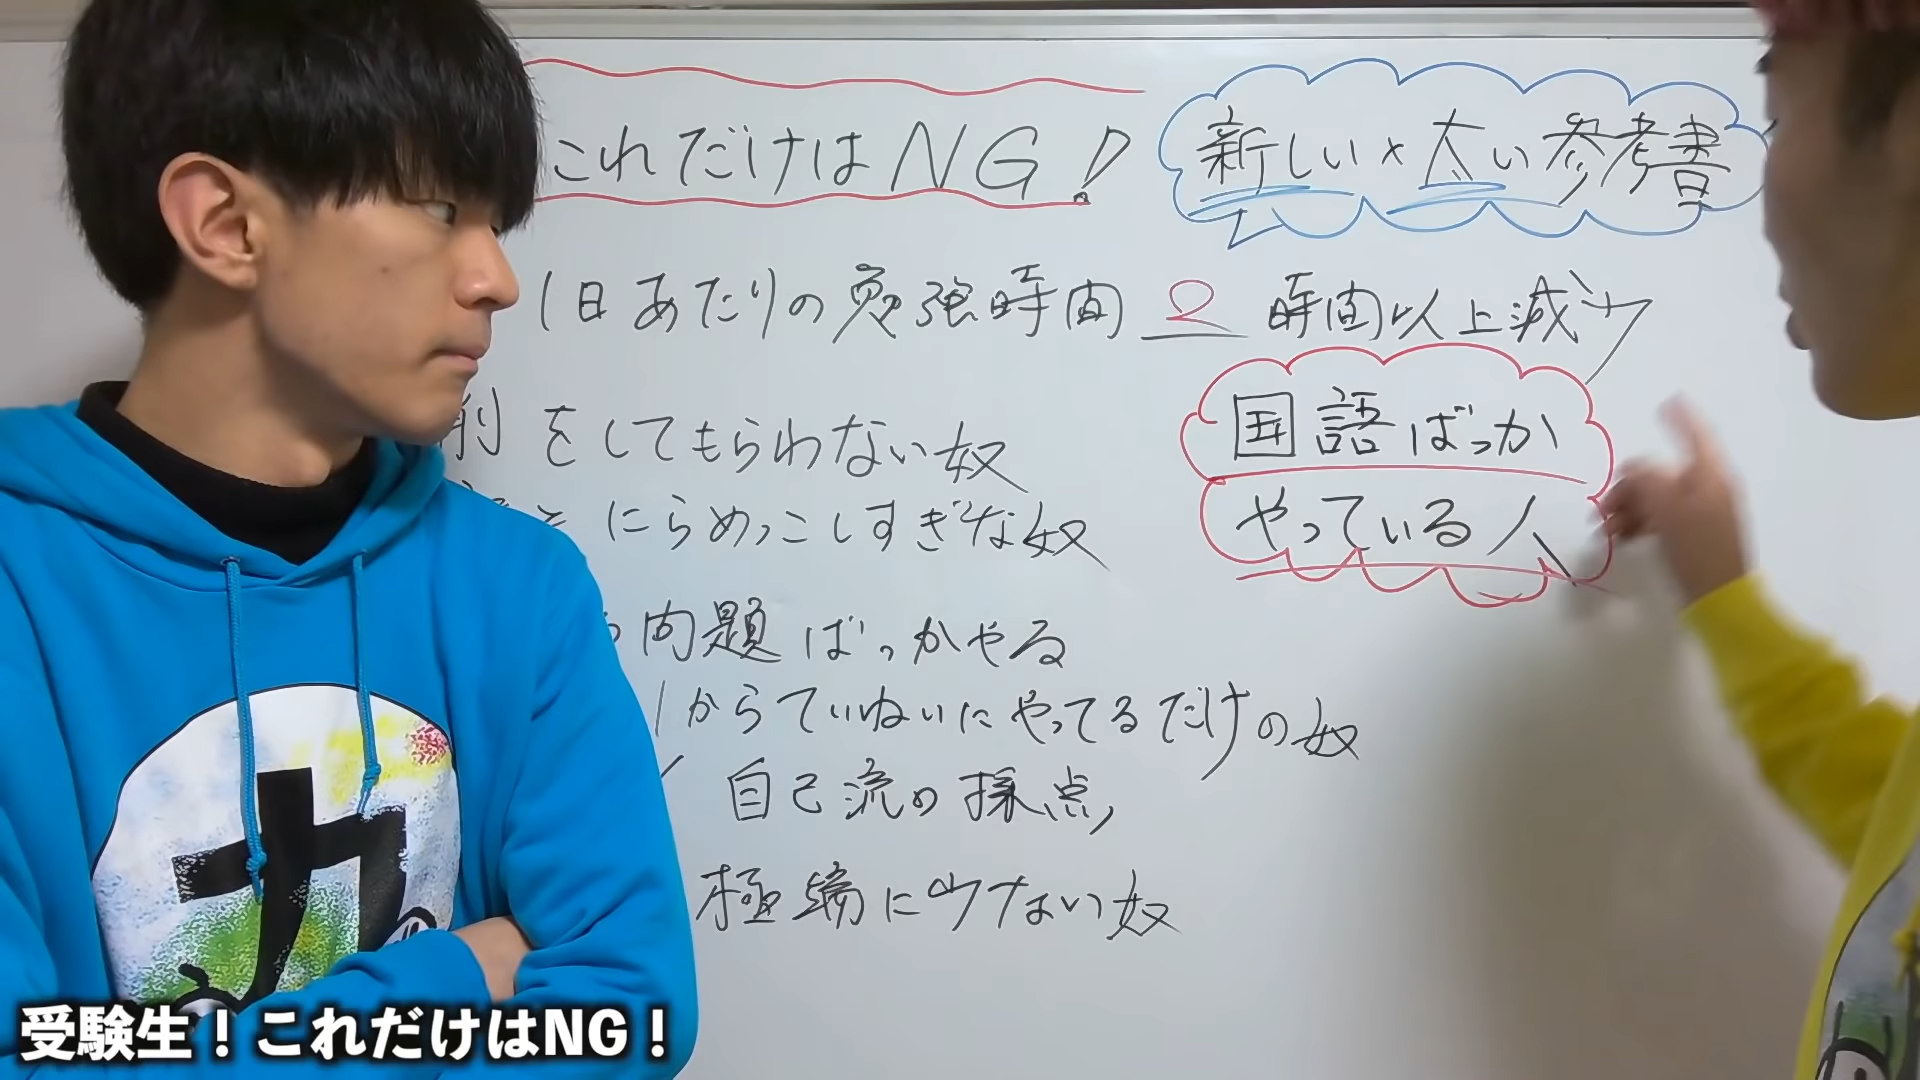 これだけはNG!
新しい×太い参考書
1日あたりの勉強時間2時間以上減少
国語ばっか
やっている人
削をしてもらわない奴
にらめっこしすぎな奴
問題ばっかやる
1からていねいにやってるだけの奴
自己流の採点
極端に少ない奴
カ
受験生!これだけはNG!